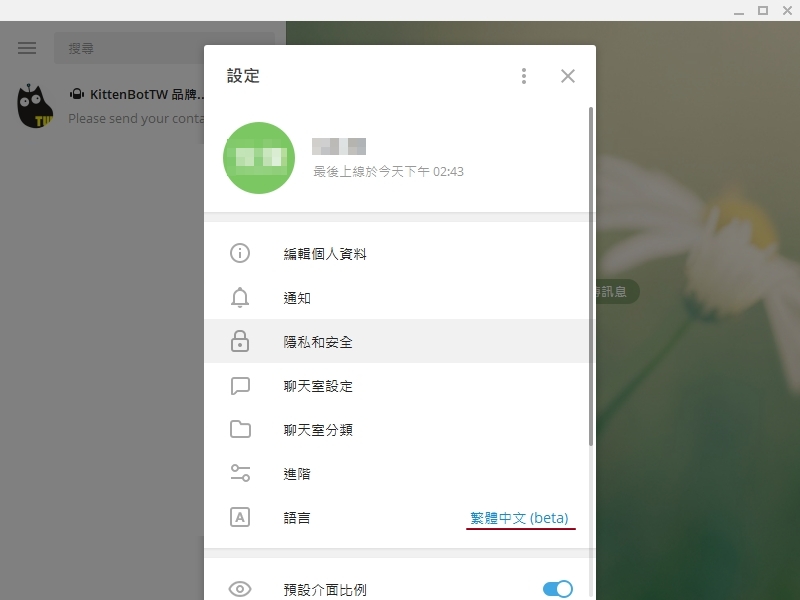 搜尋
KittenBotTW 品牌...
Please send your conta
TW
設定
最後上線於今天下午 02:43
編輯個人資料
通知
隱私和安全
聊天室設定
聊天室分類
進階
語言
繁體中文 (beta)
預設介面比例
訊息